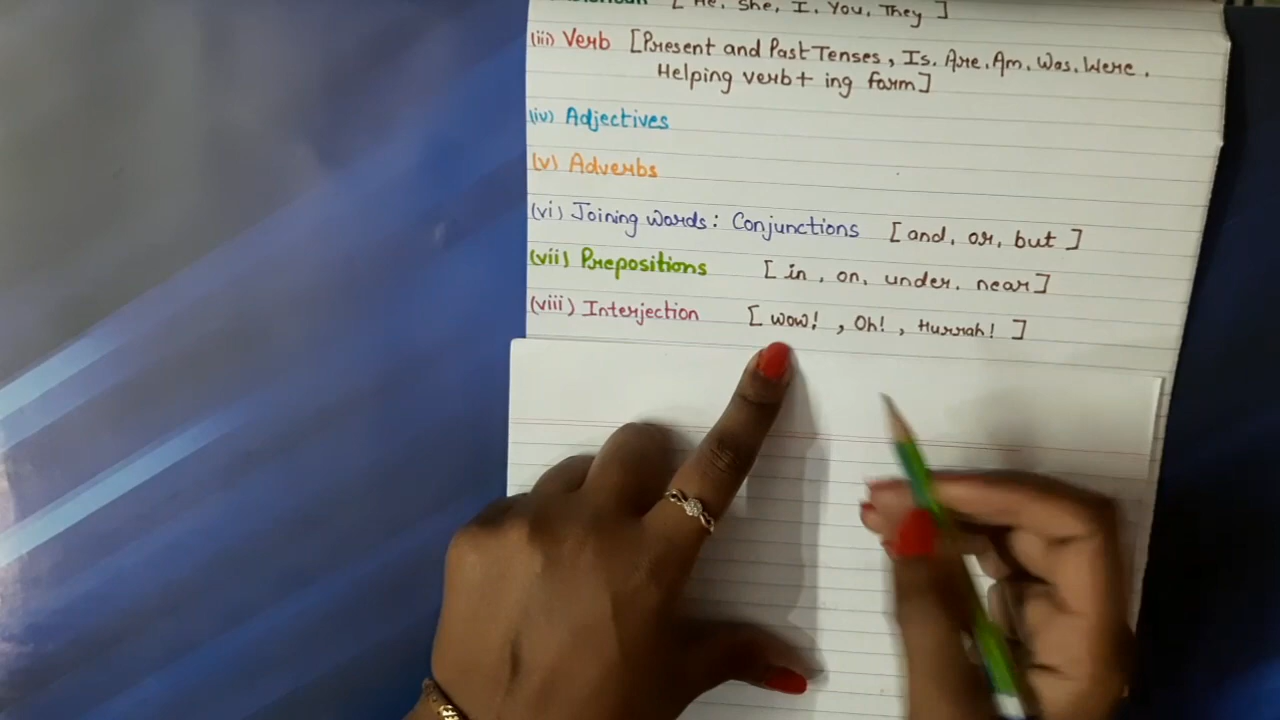 [ He, She, I, You, They ]
(iii) Verb [Present and Past Tenses, Is. Are. Am. Was. Were.
Helping verb+ ing form]
(iv) Adjectives
(v) Adverbs
(vi) Joining words: Conjunctions [and, or, but ]
(vii) Prepositions [in, on, under. near]
(viii) Interjection [wow! , Oh! , Hurrah! ]